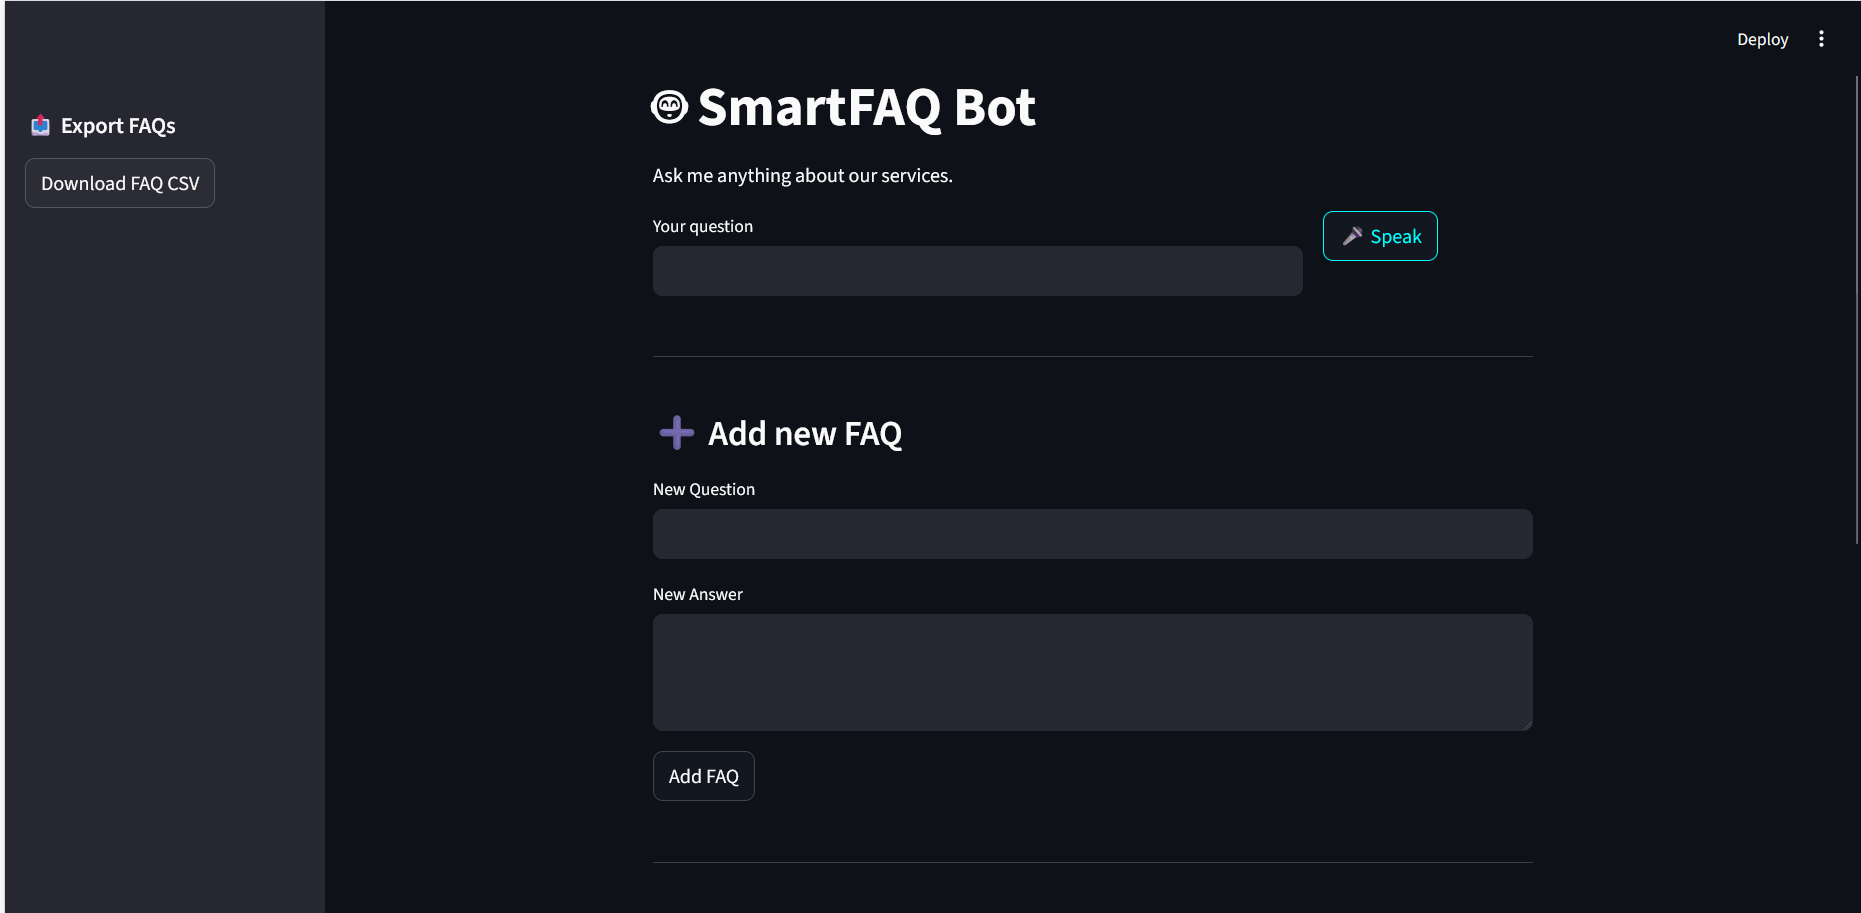 Deploy
Export FAQs
Download FAQ CSV
SmartFAQ Bot
Ask me anything about our services.
Your question
Speak
Add new FAQ
New Question
New Answer
Add FAQ